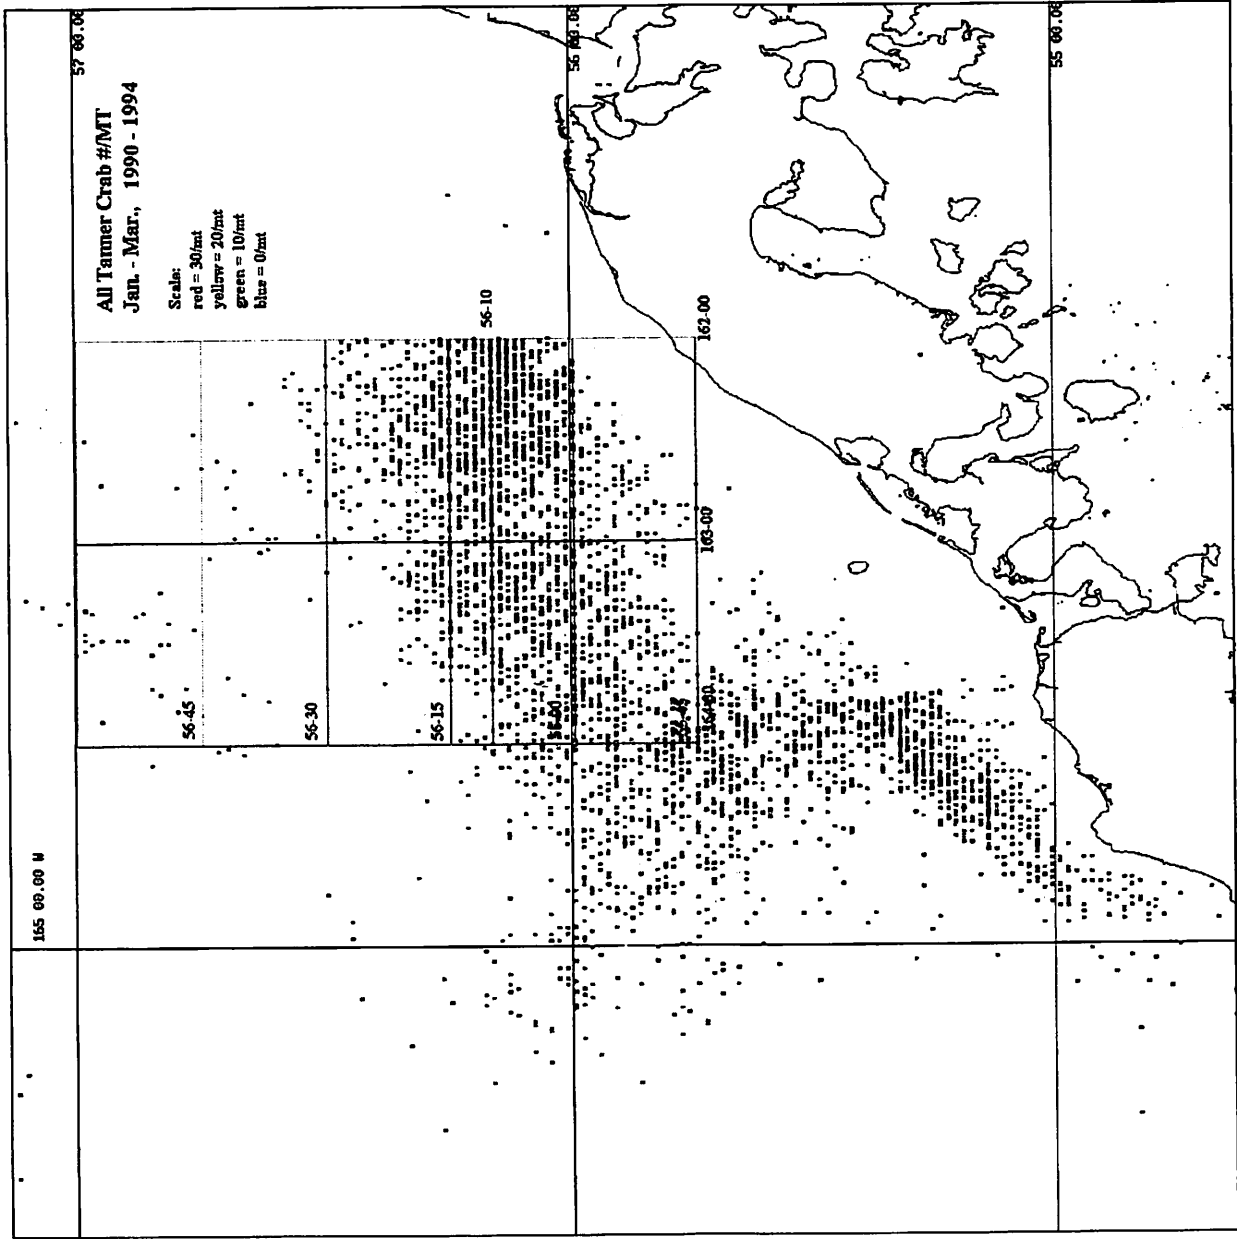 All Tanner Crab #/MT
Jan. - Mar., 1990 - 1994
Scale:
red = 30/mt
yellow = 20/mt
green = 10/mt
blue = 0/mt
57 00.00
56 00.00
55 00.00
165 00.00 W
56-45
56-30
56-15
56-10
56-00
162-00
163-00
164-00